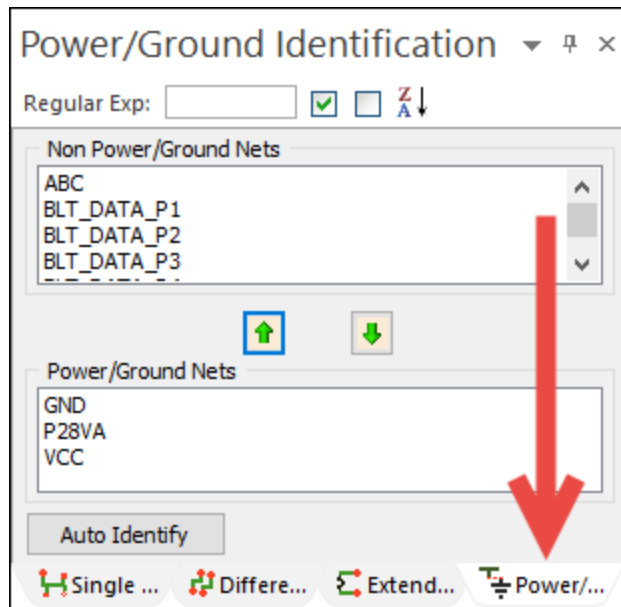 Power/Ground Identification
Regular Exp:
Non Power/Ground Nets
ABC
BLT_DATA_P1
BLT_DATA_P2
BLT_DATA_P3
Power/Ground Nets
GND
P28VA
VCC
Auto Identify
Single ... Differe... Extend... Power/...